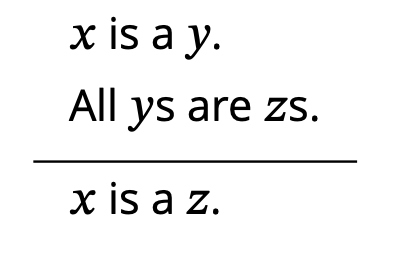 x is a y.
All ys are zs.
x is a z.